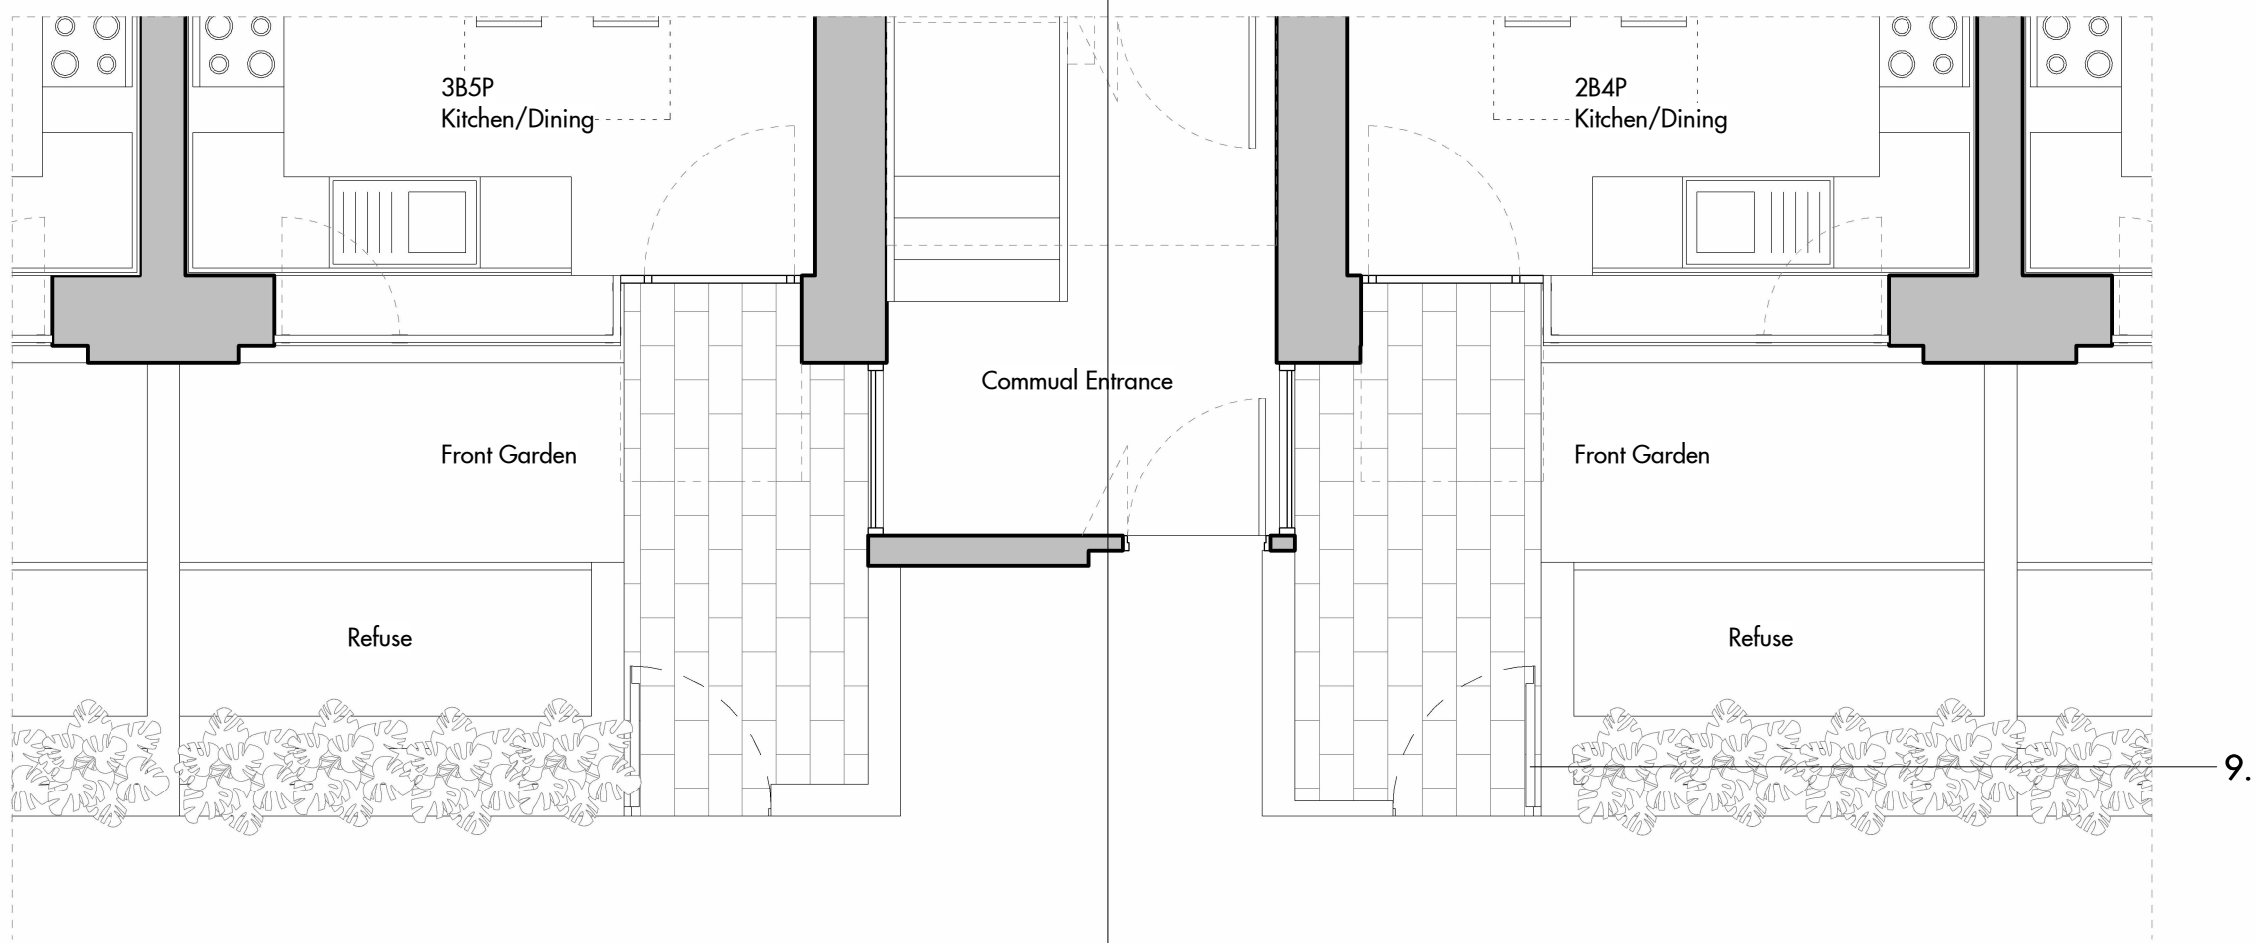 3B5P
Kitchen/Dining
2B4P
Kitchen/Dining
Commual Entrance
Front Garden
Front Garden
Refuse
Refuse
9.